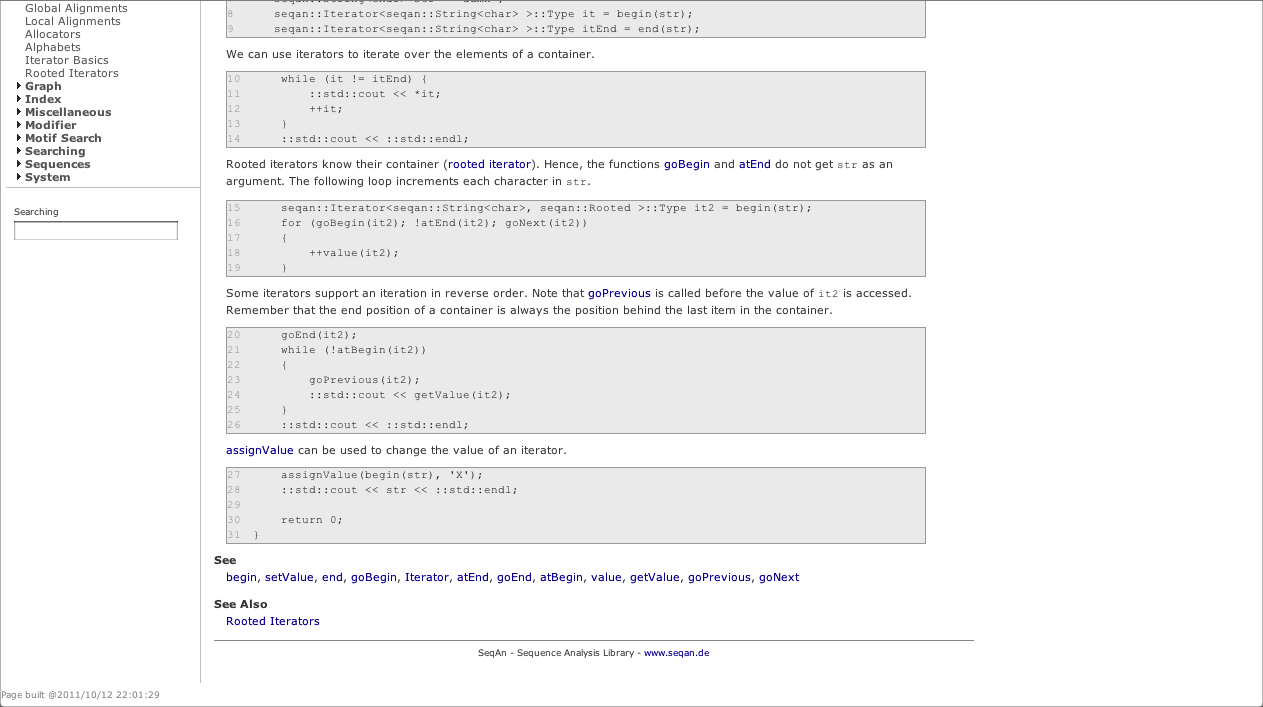 Global Alignments
Local Alignments
Allocators
Alphabets
Iterator Basics
Rooted Iterators
Graph
Index
Miscellaneous
Modifier
Motif Search
Searching
Sequences
System
Searching
8 seqan::Iterator<seqan::String<char> >::Type it = begin(str);
9 seqan::Iterator<seqan::String<char> >::Type itEnd = end(str);
We can use iterators to iterate over the elements of a container.
10 while (it != itEnd) {
11 ::std::cout << *it;
12 ++it;
13 }
14 ::std::cout << ::std::endl;
Rooted iterators know their container (rooted iterator). Hence, the functions goBegin and atEnd do not get str as an
argument. The following loop increments each character in str.
15 seqan::Iterator<seqan::String<char>, seqan::Rooted >::Type it2 = begin(str);
16 for (goBegin(it2); !atEnd(it2); goNext(it2))
17 {
18 ++value(it2);
19 }
Some iterators support an iteration in reverse order. Note that goPrevious is called before the value of it2 is accessed.
Remember that the end position of a container is always the position behind the last item in the container.
20 goEnd(it2);
21 while (!atBegin(it2))
22 {
23 goPrevious(it2);
24 ::std::cout << getValue(it2);
25 }
26 ::std::cout << ::std::endl;
assignValue can be used to change the value of an iterator.
27 assignValue(begin(str), 'X');
28 ::std::cout << str << ::std::endl;
29
30 return 0;
31 }
See
begin, setValue, end, goBegin, Iterator, atEnd, goEnd, atBegin, value, getValue, goPrevious, goNext
See Also
Rooted Iterators
SeqAn - Sequence Analysis Library - www.seqan.de
Page built @2011/10/12 22:01:29